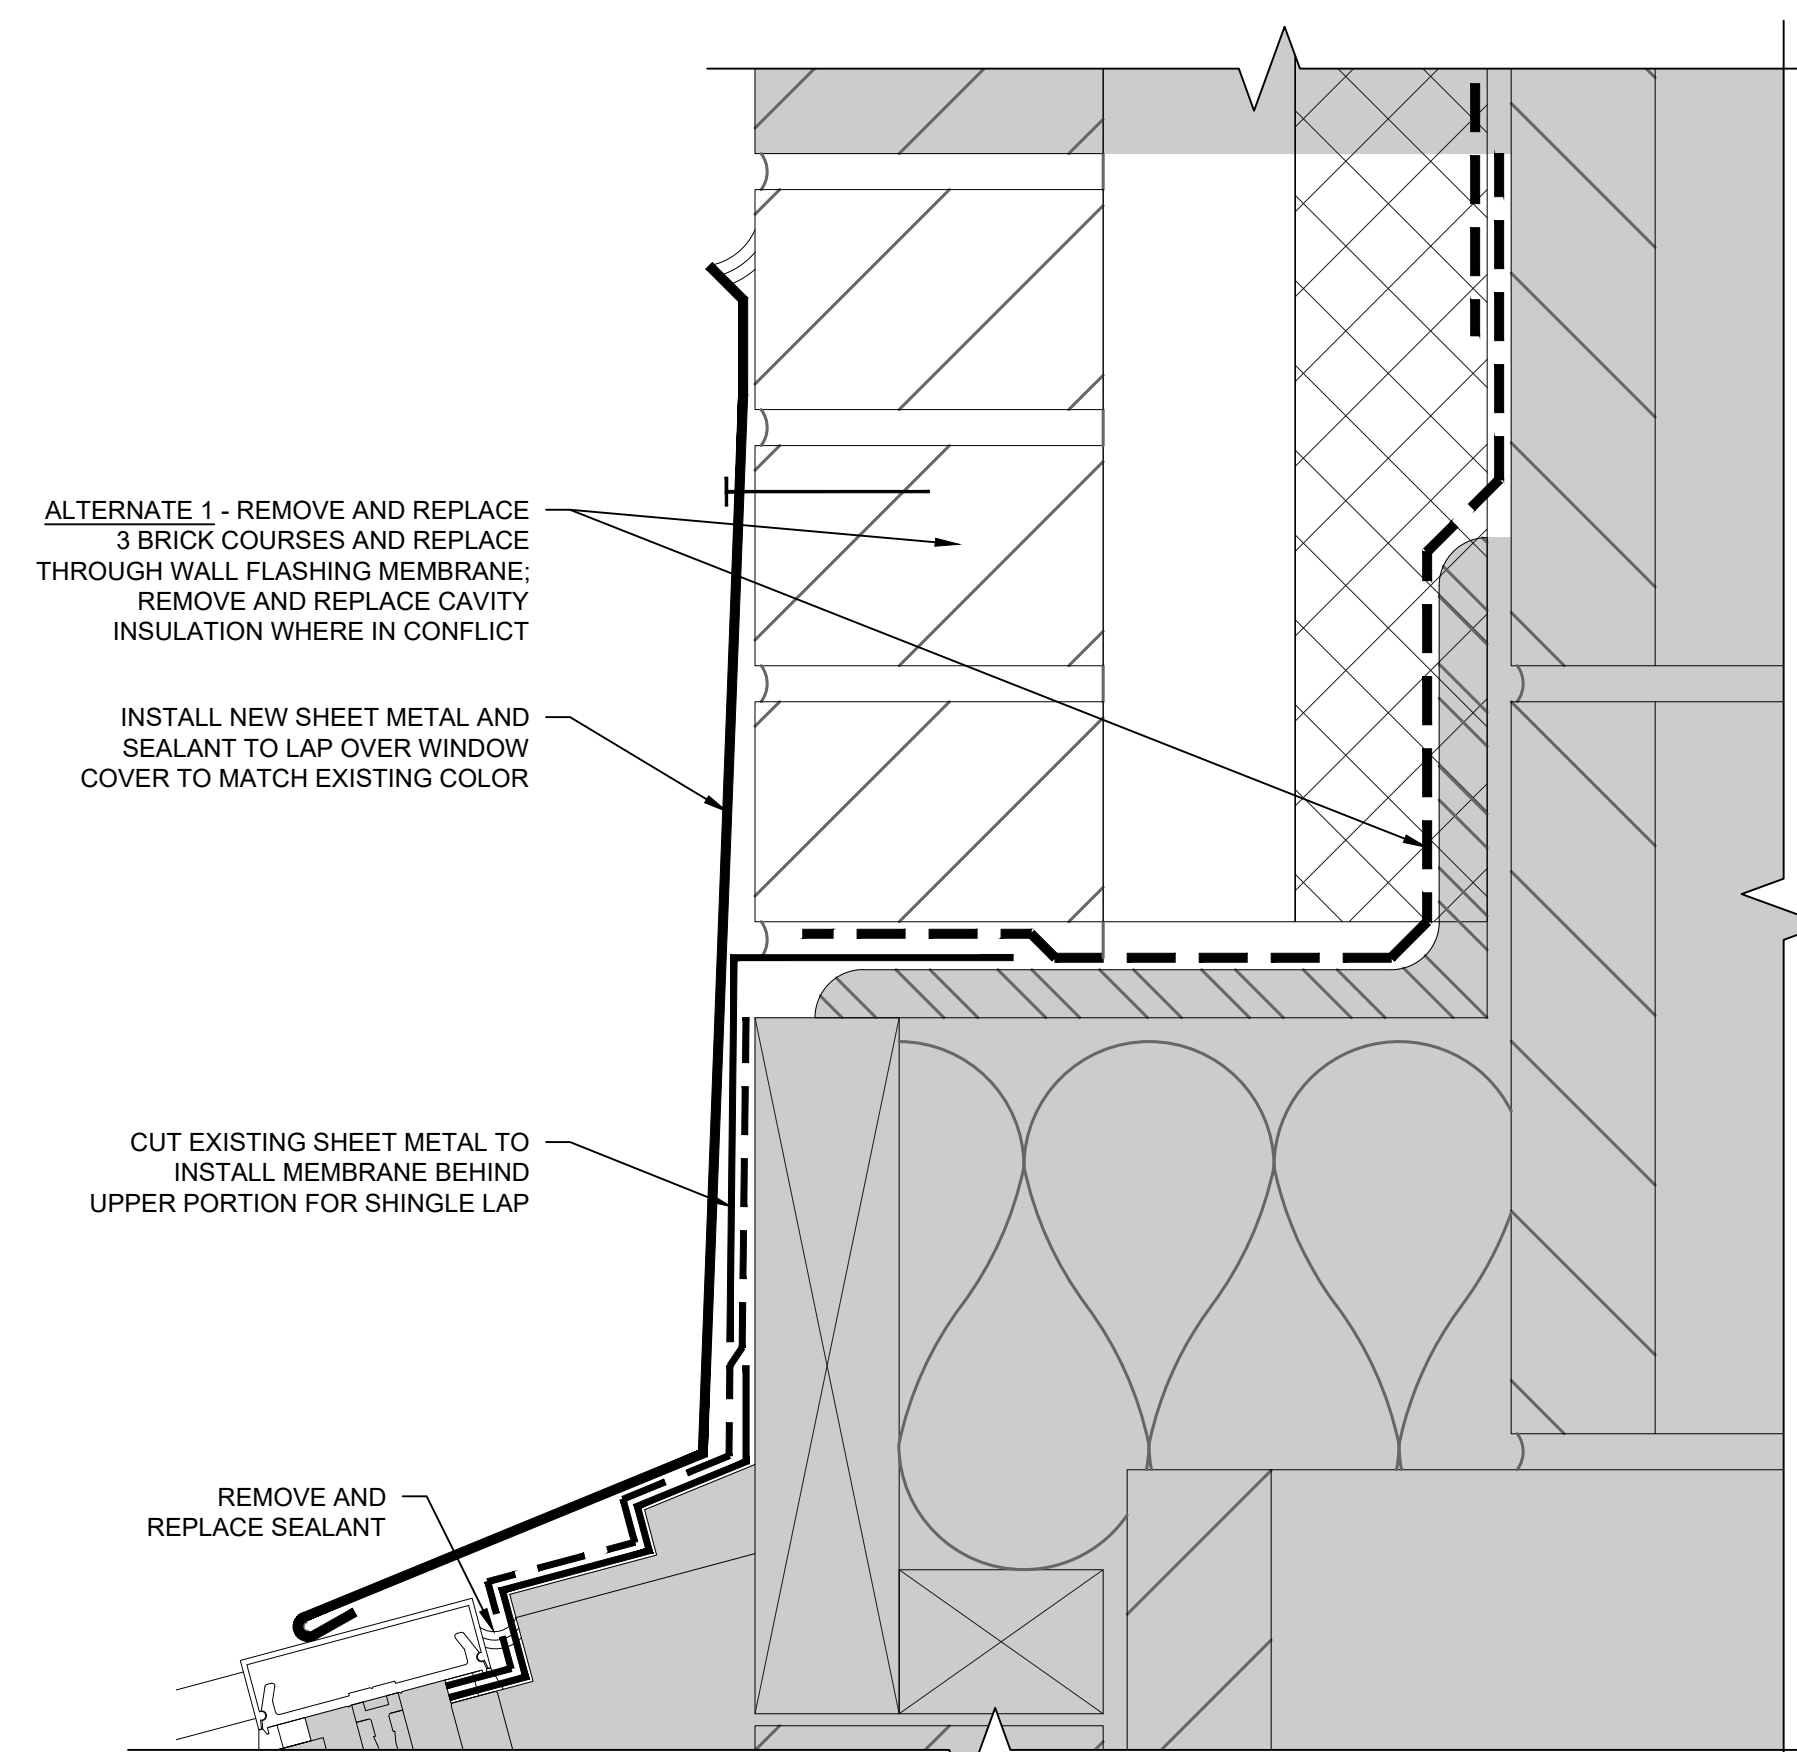 ALTERNATE 1 - REMOVE AND REPLACE
3 BRICK COURSES AND REPLACE
THROUGH WALL FLASHING MEMBRANE;
REMOVE AND REPLACE CAVITY
INSULATION WHERE IN CONFLICT
INSTALL NEW SHEET METAL AND
SEALANT TO LAP OVER WINDOW
COVER TO MATCH EXISTING COLOR
CUT EXISTING SHEET METAL TO
INSTALL MEMBRANE BEHIND
UPPER PORTION FOR SHINGLE LAP
REMOVE AND
REPLACE SEALANT